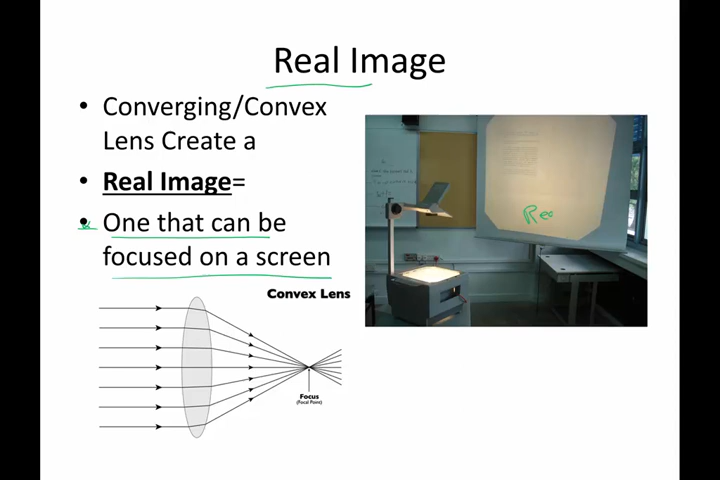 Real Image
• Converging/Convex
Lens Create a
• Real Image=
• One that can be
focused on a screen
Convex Lens
Focus
(Focal Point)
Rea